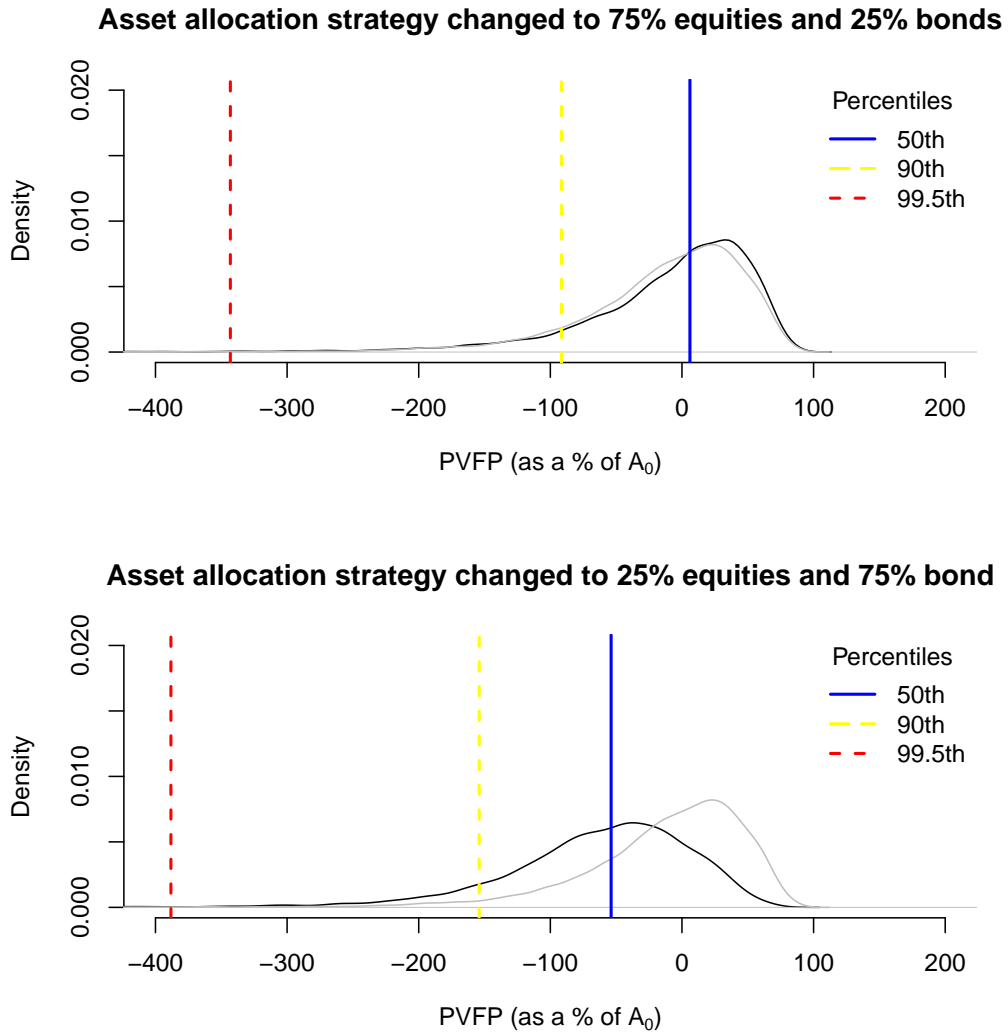 Asset allocation strategy changed to 75% equities and 25% bonds
Density
0.000
0.010
0.020
Percentiles
50th
90th
99.5th
−400
−300
−200
−100
0
100
200
PVFP (as a % of A₀)
Asset allocation strategy changed to 25% equities and 75% bond
Density
0.000
0.010
0.020
Percentiles
50th
90th
99.5th
−400
−300
−200
−100
0
100
200
PVFP (as a % of A₀)